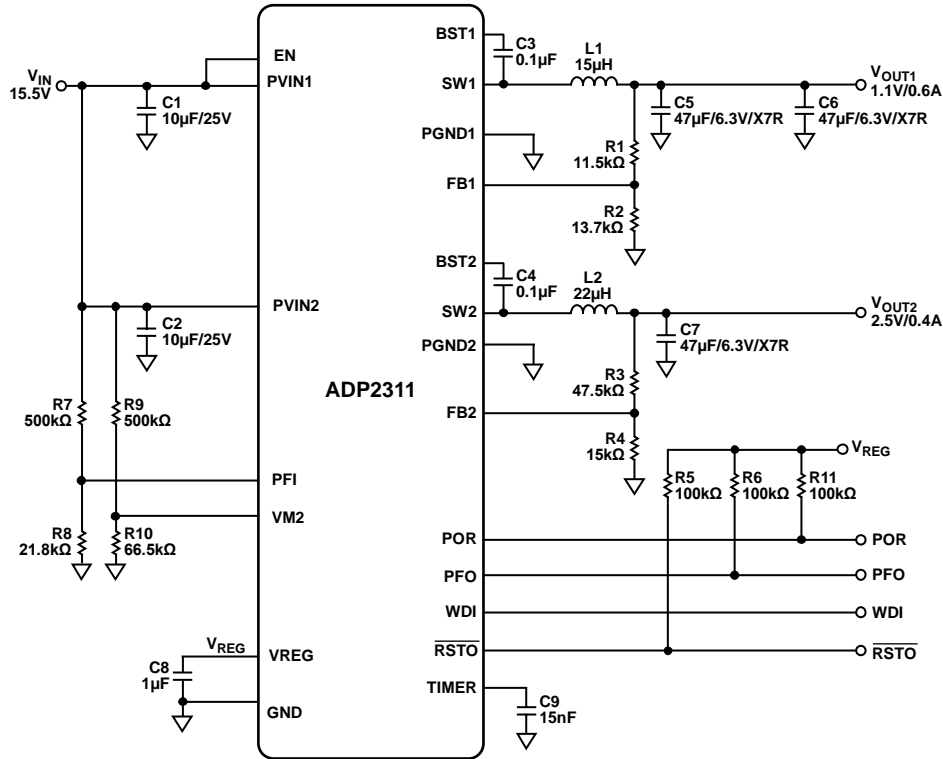 BST1
C3
0.1µF
L1
15µH
EN
V_IN
15.5V
PVIN1
SW1
V_OUT1
1.1V/0.6A
C1
10µF/25V
C5
47µF/6.3V/X7R
C6
47µF/6.3V/X7R
PGND1
R1
11.5kΩ
FB1
R2
13.7kΩ
BST2
C4
0.1µF
L2
22µH
PVIN2
SW2
V_OUT2
2.5V/0.4A
C2
10µF/25V
C7
47µF/6.3V/X7R
PGND2
ADP2311
R3
47.5kΩ
R7
500kΩ
R9
500kΩ
FB2
R4
15kΩ
V_REG
R5
100kΩ
R6
100kΩ
R11
100kΩ
PFI
VM2
R8
21.8kΩ
R10
66.5kΩ
POR
POR
PFO
PFO
WDI
WDI
V_REG
VREG
RSTO
RSTO
C8
1µF
TIMER
GND
C9
15nF